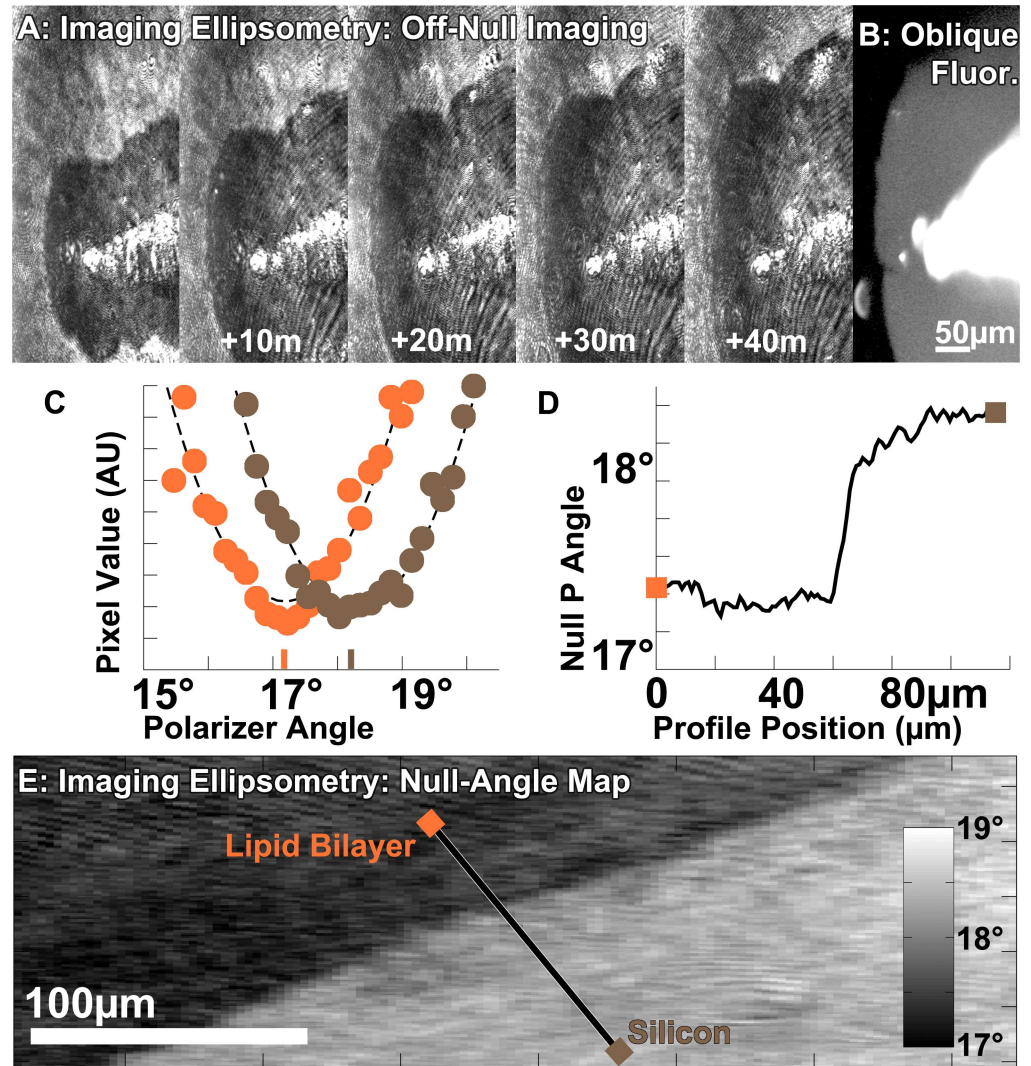 A: Imaging Ellipsometry: Off-Null Imaging
B: Oblique
Fluor.
+10m
+20m
+30m
+40m
50µm
C
Pixel Value (AU)
15°
17°
19°
Polarizer Angle
D
Null P Angle
18°
17°
0
40
80µm
Profile Position (µm)
E: Imaging Ellipsometry: Null-Angle Map
Lipid Bilayer
Silicon
100µm
19°
18°
17°